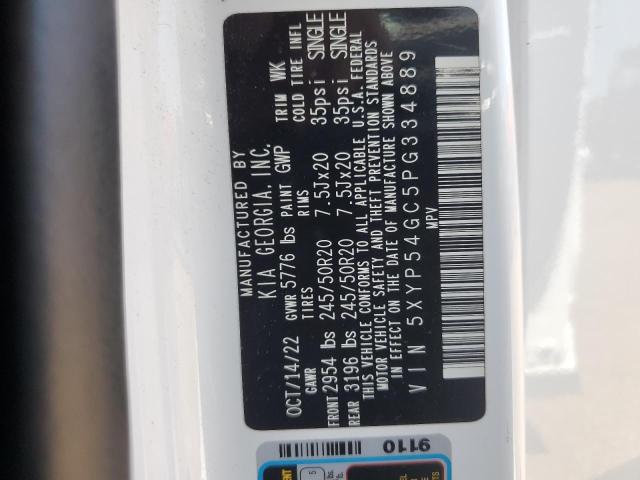 MANUFACTURED BY
KIA GEORGIA, INC.
OCT/14/22 GVWR 5776 lbs PAINT GWP TRIM WK
GAWR TIRES RIMS COLD TIRE INFL
FRONT 2954 lbs 245/50R20 7.5Jx20 35psi SINGLE
REAR 3196 lbs 245/50R20 7.5Jx20 35psi SINGLE
THIS VEHICLE CONFORMS TO ALL APPLICABLE U.S.A. FEDERAL
MOTOR VEHICLE SAFETY AND THEFT PREVENTION STANDARDS
IN EFFECT ON THE DATE OF MANUFACTURE SHOWN ABOVE
VIN 5XYP54GC5PG334889
MPV
9110
5